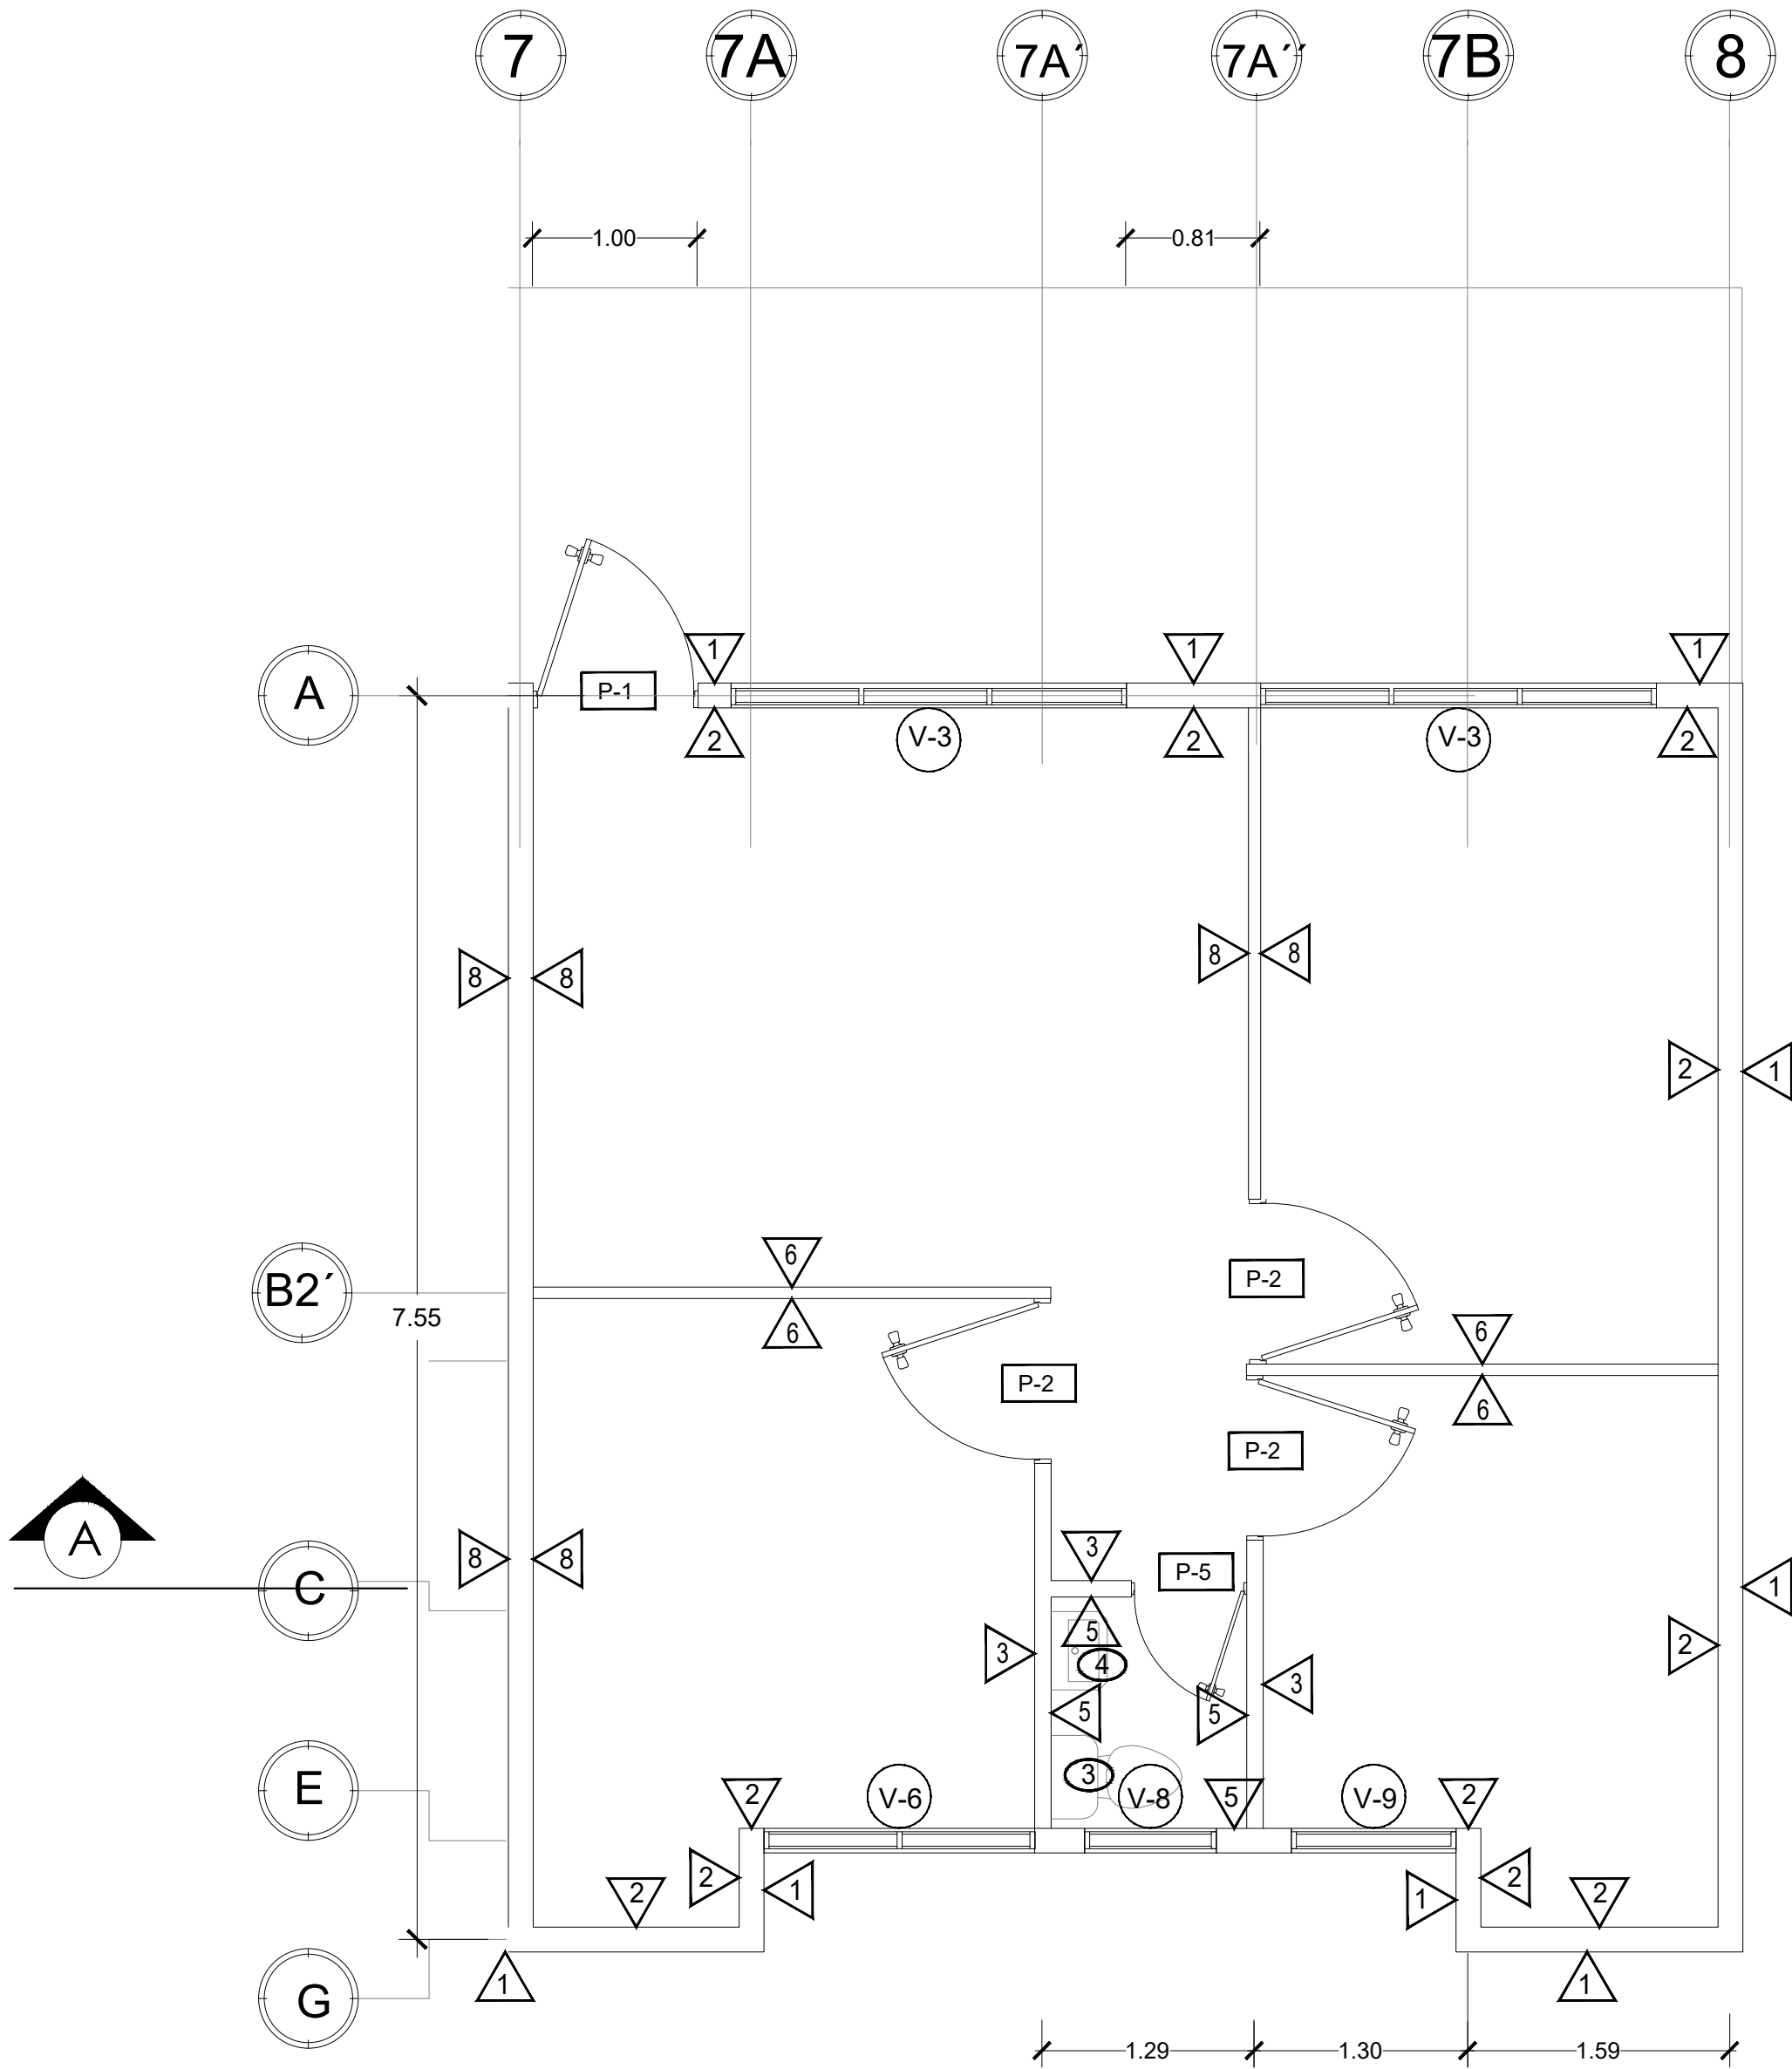 7 7A 7A´ 7A´´ 7B 8
1.00 0.81
1 1 1
A P-1
2 V-3 2 V-3 2
8 8
8 8
2 1
6 P-2
B2´
7.55 6 6
P-2
6
P-2
A 8 8 3 P-5
C 1
5 2
3 4 3
5 5
E 3
2 V-6 V-8 5 V-9 2
2 1 1 2
2 2
G 1 1
1.29 1.30 1.59